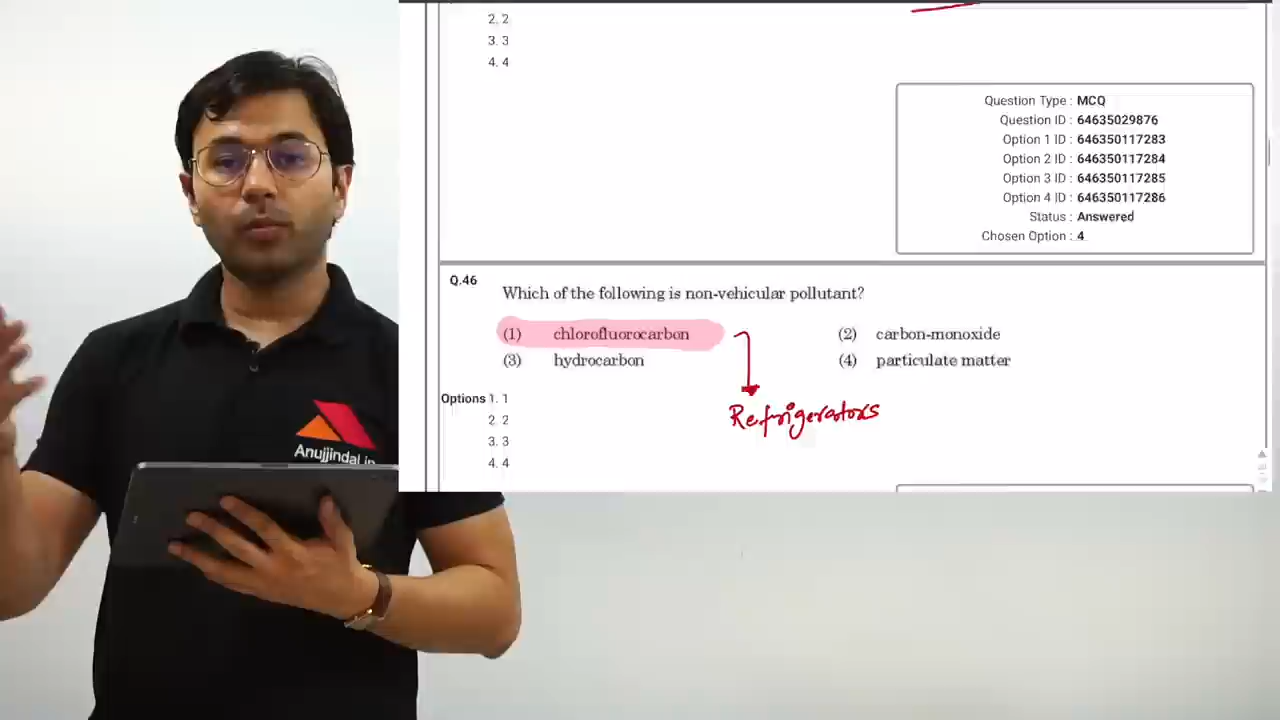 2. 2
3. 3
4. 4
Question Type : MCQ
Question ID : 64635029876
Option 1 ID : 646350117283
Option 2 ID : 646350117284
Option 3 ID : 646350117285
Option 4 ID : 646350117286
Status : Answered
Chosen Option : 4
Q.46
Which of the following is non-vehicular pollutant?
(1) chlorofluorocarbon (2) carbon-monoxide
(3) hydrocarbon (4) particulate matter
Refrigerators
Options 1. 1
2. 2
3. 3
4. 4
Anujjindal.in